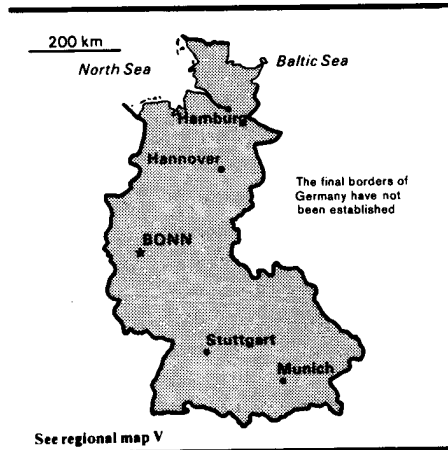 200 km
North Sea
Baltic Sea
Hamburg
Hannover
The final borders of
Germany have not
been established
BONN
Stuttgart
Munich
See regional map V